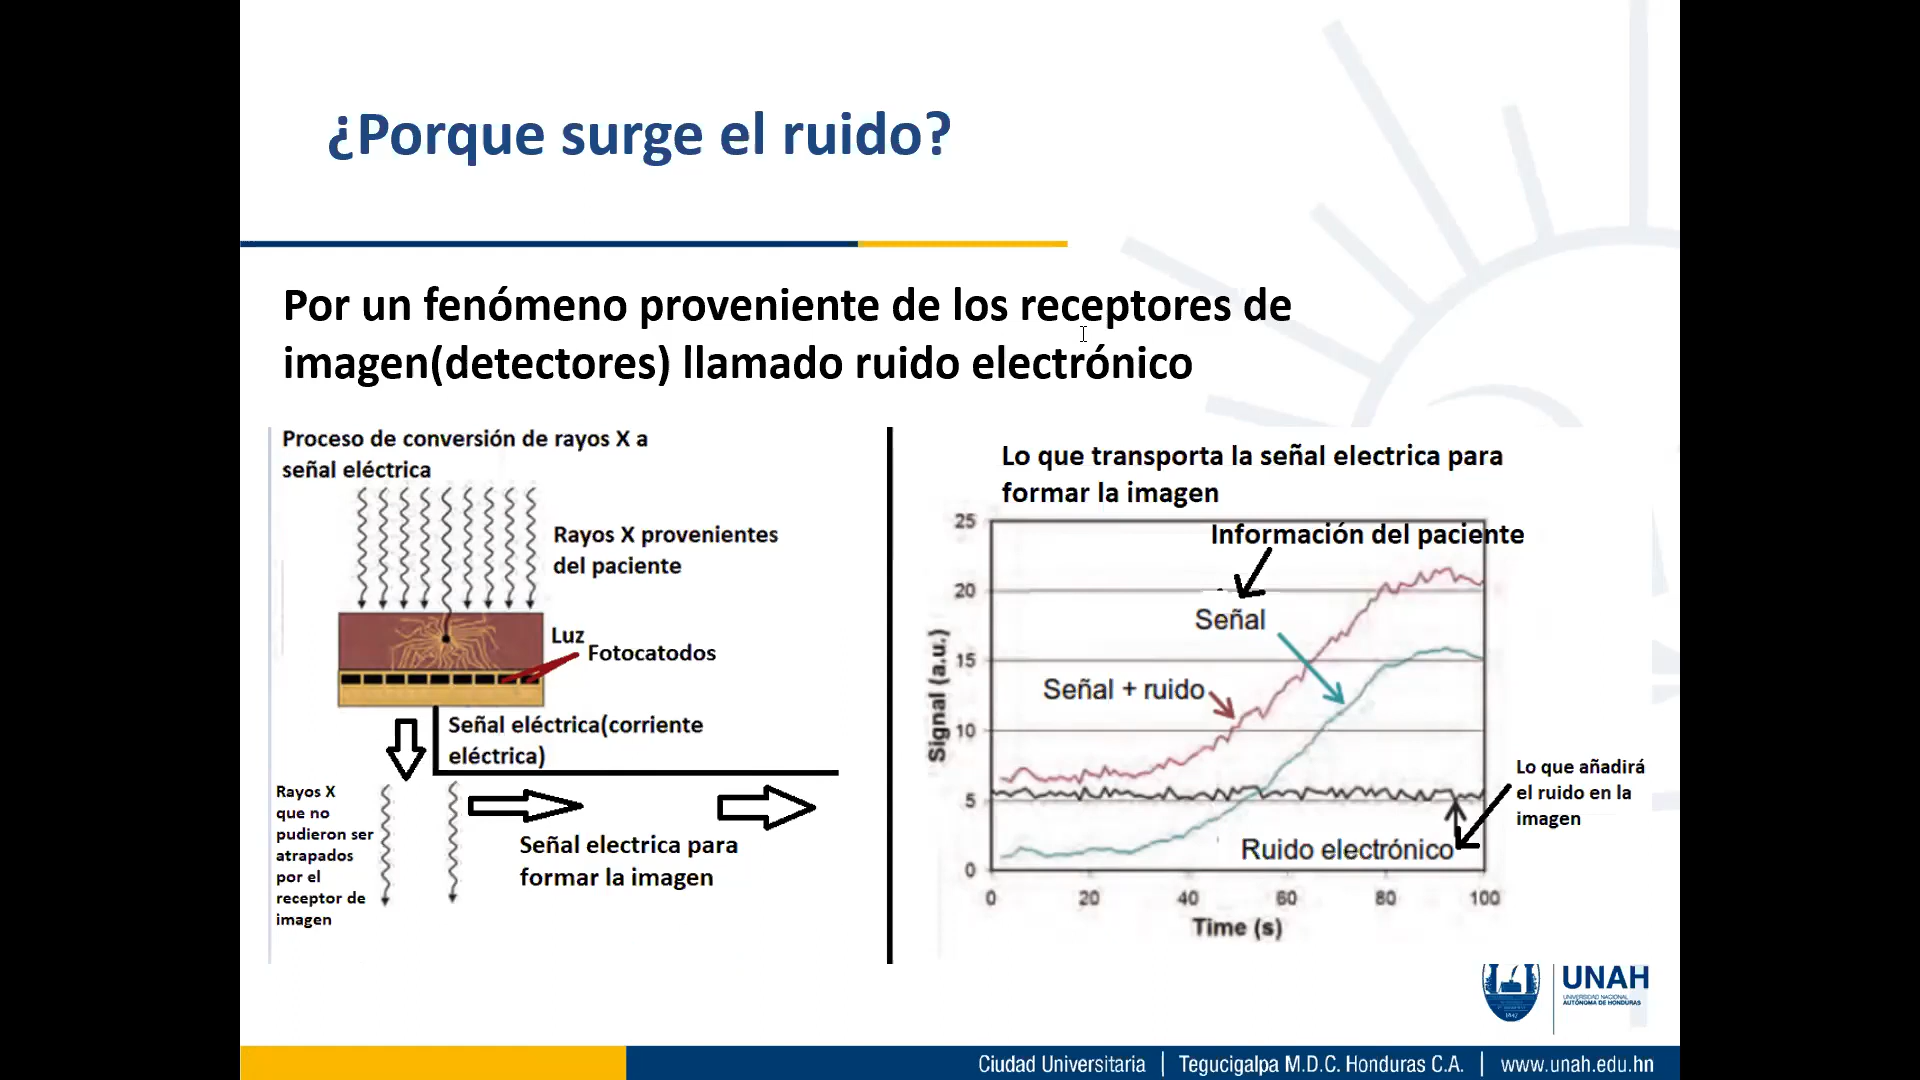 ¿Porque surge el ruido?
Por un fenómeno proveniente de los receptores de
imagen(detectores) llamado ruido electrónico
Proceso de conversión de rayos X a
señal eléctrica
Rayos X provenientes
del paciente
Luz
Fotocatodos
Señal eléctrica(corriente
eléctrica)
Rayos X
que no
pudieron ser
atrapados
por el
receptor de
imagen
Señal electrica para
formar la imagen
Lo que transporta la señal electrica para
formar la imagen
Información del paciente
Señal
Señal + ruido
Ruido electrónico
Lo que añadirá
el ruido en la
imagen
Signal (a.u.)
25
20
15
10
5
0
0 20 40 60 80 100
Time (s)
UNAH
UNIVERSIDAD NACIONAL
AUTÓNOMA DE HONDURAS
Ciudad Universitaria | Tegucigalpa M.D.C. Honduras C.A. | www.unah.edu.hn